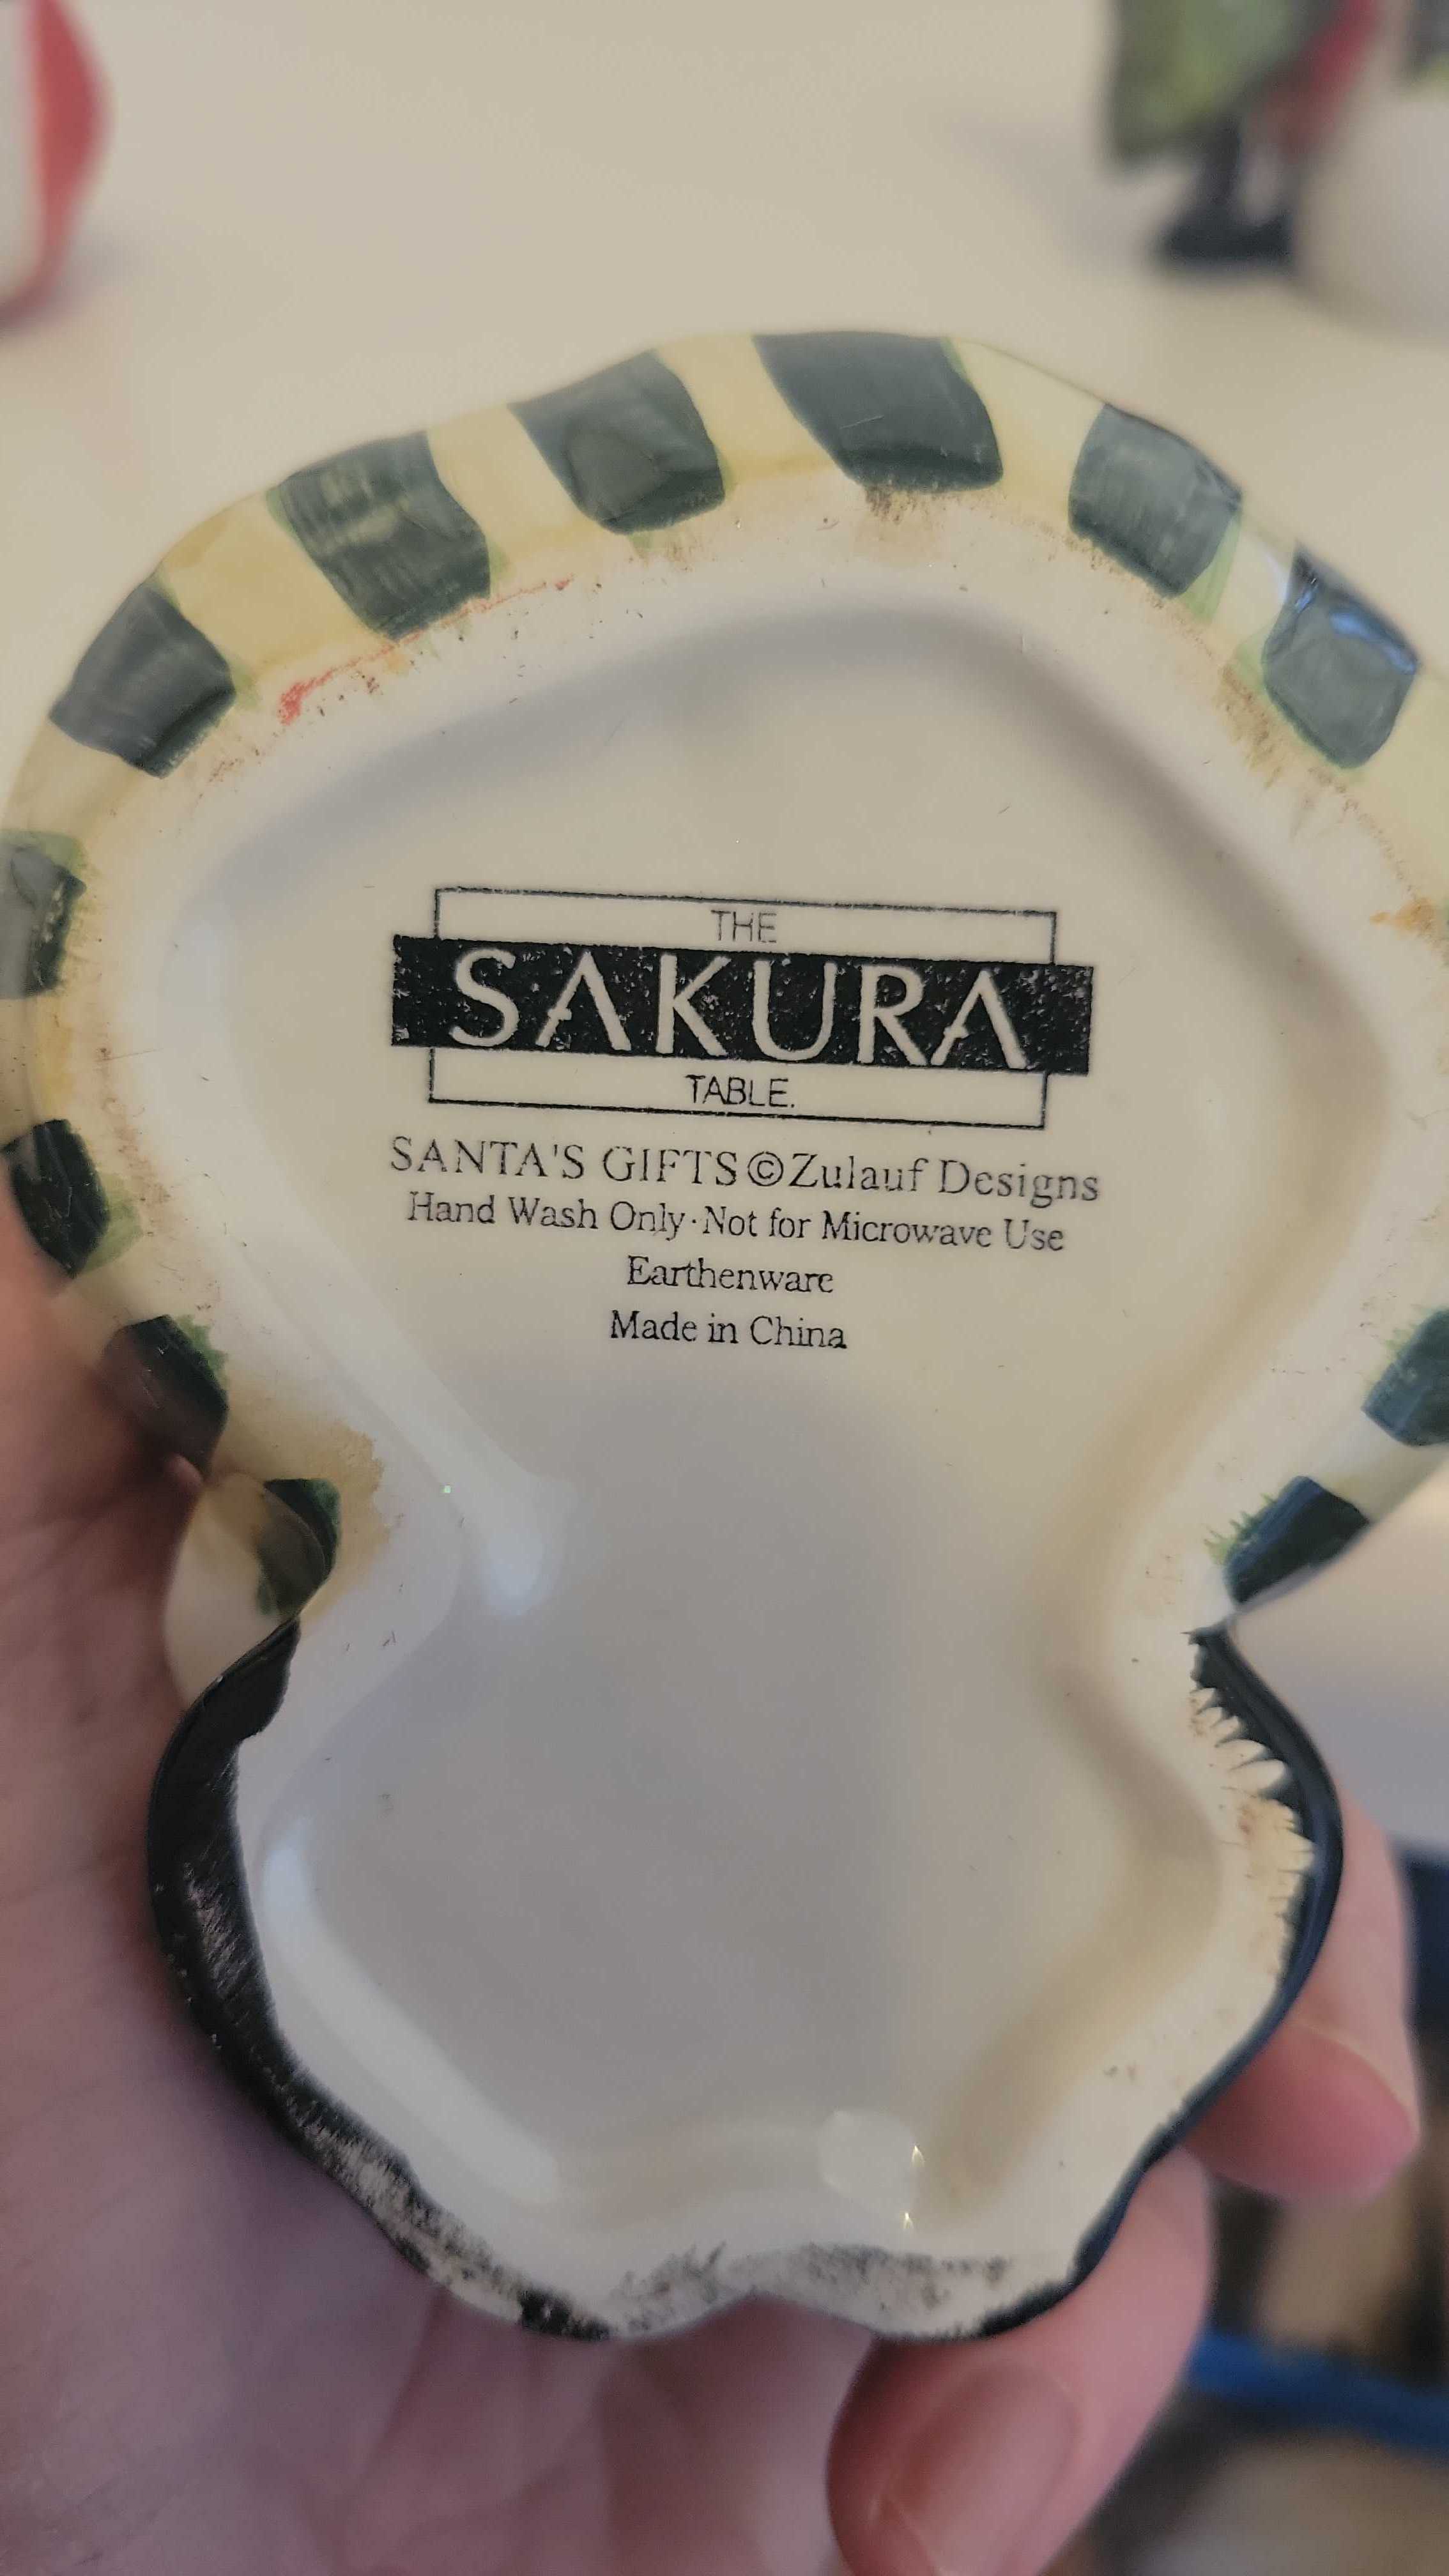 THE
SAKURA
TABLE.
SANTA'S GIFTS©Zulauf Designs
Hand Wash Only·Not for Microwave Use
Earthenware
Made in China